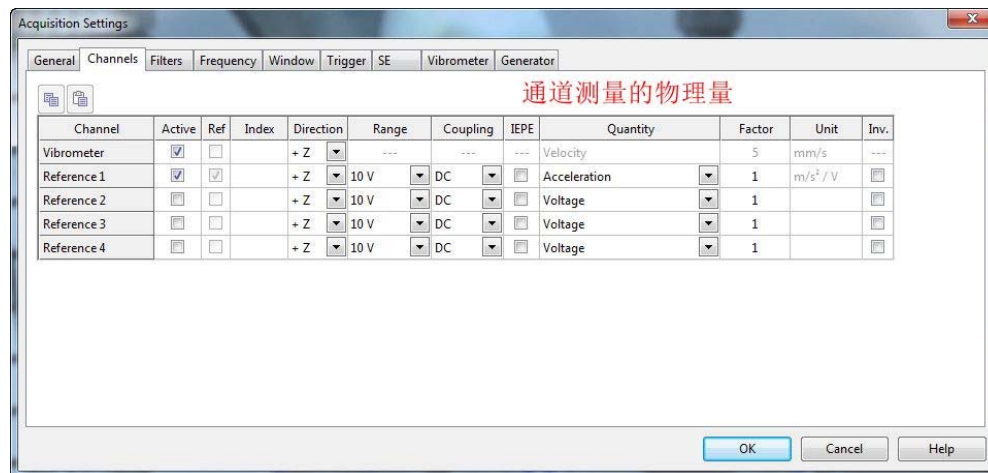 Acquisition Settings
General Channels Filters Frequency Window Trigger SE Vibrometer Generator
通道测量的物理量
Channel Active Ref Index Direction Range Coupling IEPE Quantity Factor Unit Inv.
Vibrometer + Z --- --- --- Velocity 5 mm/s ---
Reference 1 + Z 10 V DC Acceleration 1 m/s² / V
Reference 2 + Z 10 V DC Voltage 1
Reference 3 + Z 10 V DC Voltage 1
Reference 4 + Z 10 V DC Voltage 1
OK Cancel Help